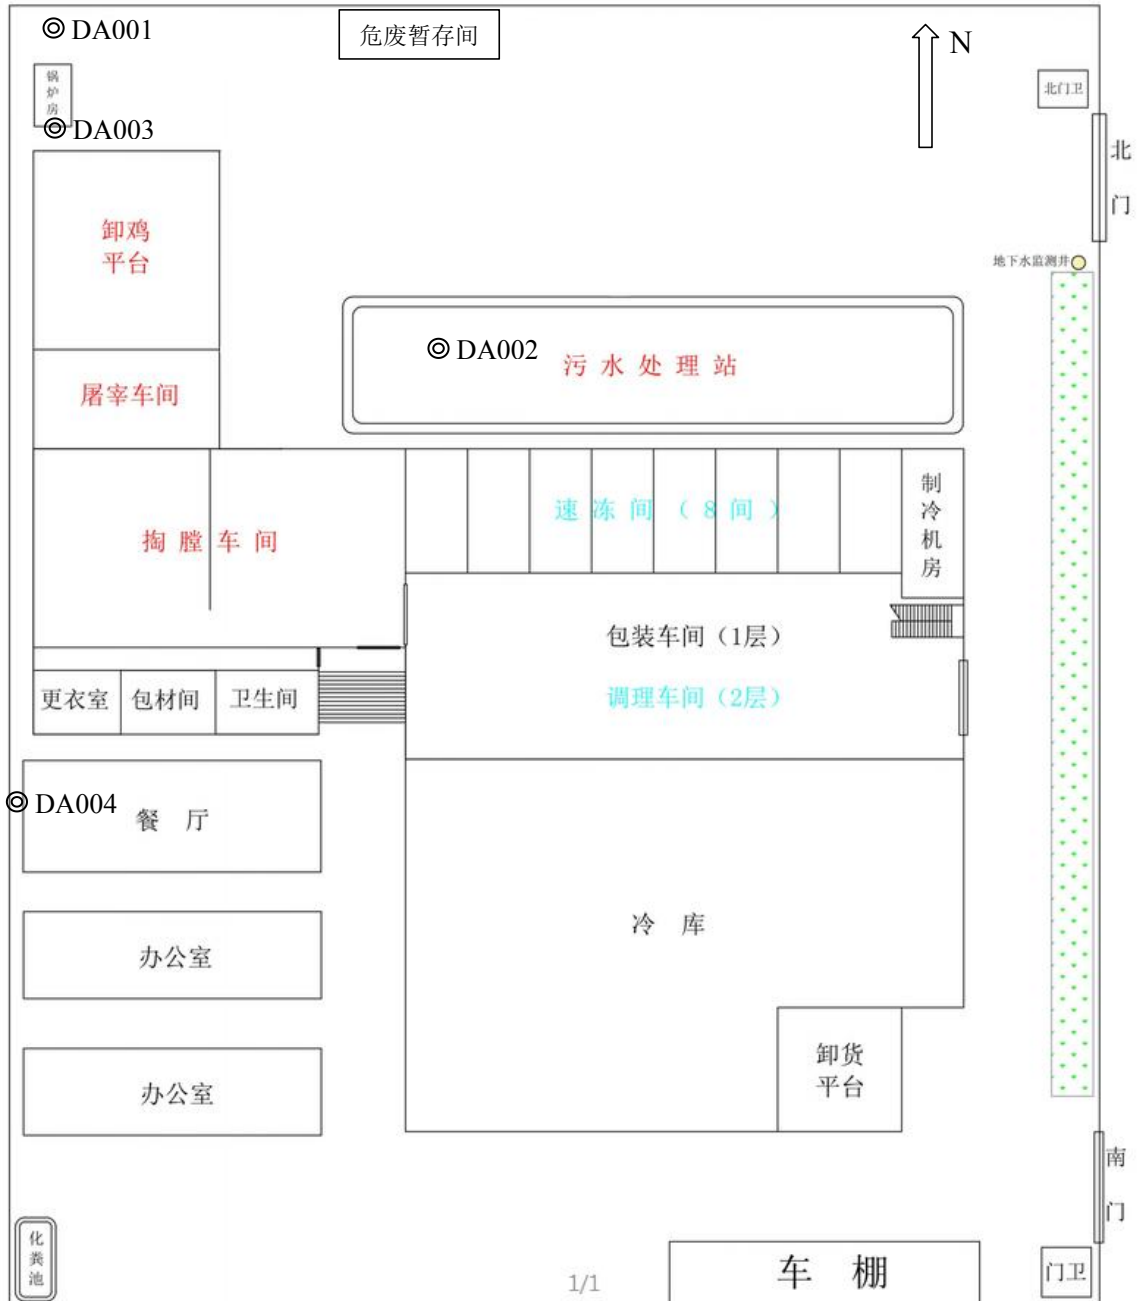 DA001
危废暂存间
N
锅
炉
房
北门卫
DA003
北
门
卸鸡
平台
地下水监测井
DA002
污水处理站
屠宰车间
速冻间（8间）
制
冷
机
房
掏膛车间
包装车间（1层）
调理车间（2层）
更衣室
包材间
卫生间
DA004
餐 厅
冷 库
办公室
卸货
平台
办公室
南
门
化
粪
池
车 棚
门卫
1/1